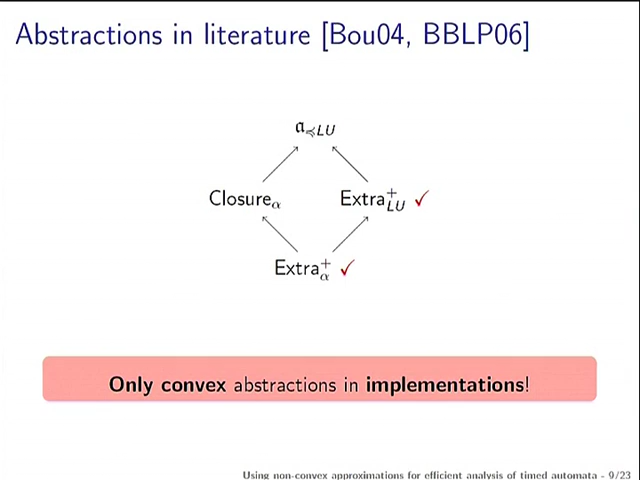 Abstractions in literature [Bou04, BBLP06]
𝔞≼LU
Closureα
Extra+LU ✓
Extra+α ✓
Only convex abstractions in implementations!
Using non-convex approximations for efficient analysis of timed automata - 9/23